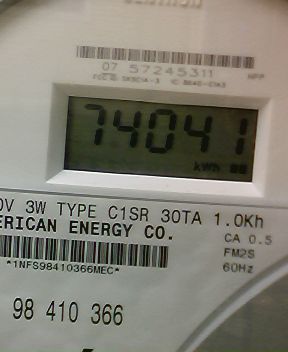 07 57245311
HPP
74041
kWh
0V 3W TYPE C1SR 30TA 1.0Kh
ERICAN ENERGY CO.
CA 0.5
*1NFS98410366MEC*
FM2S
60Hz
98 410 366